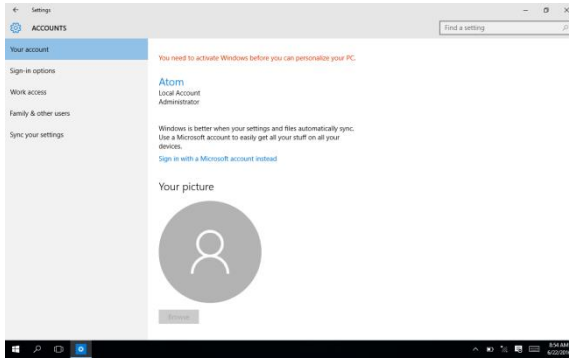 Settings
ACCOUNTS
Find a setting
Your account
Sign-in options
Work access
Family & other users
Sync your settings
You need to activate Windows before you can personalize your PC.
Atom
Local Account
Administrator
Windows is better when your settings and files automatically sync.
Use a Microsoft account to easily get all your stuff on all your
devices.
Sign in with a Microsoft account instead
Your picture
Browse
8:54 AM